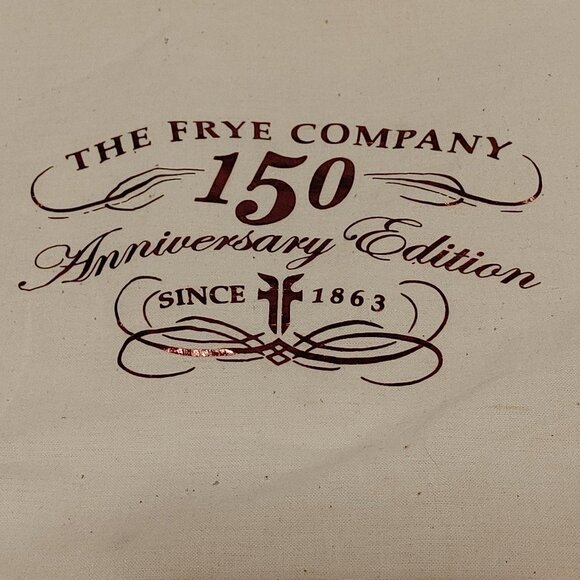 THE FRYE COMPANY
150
Anniversary Edition
SINCE 1863